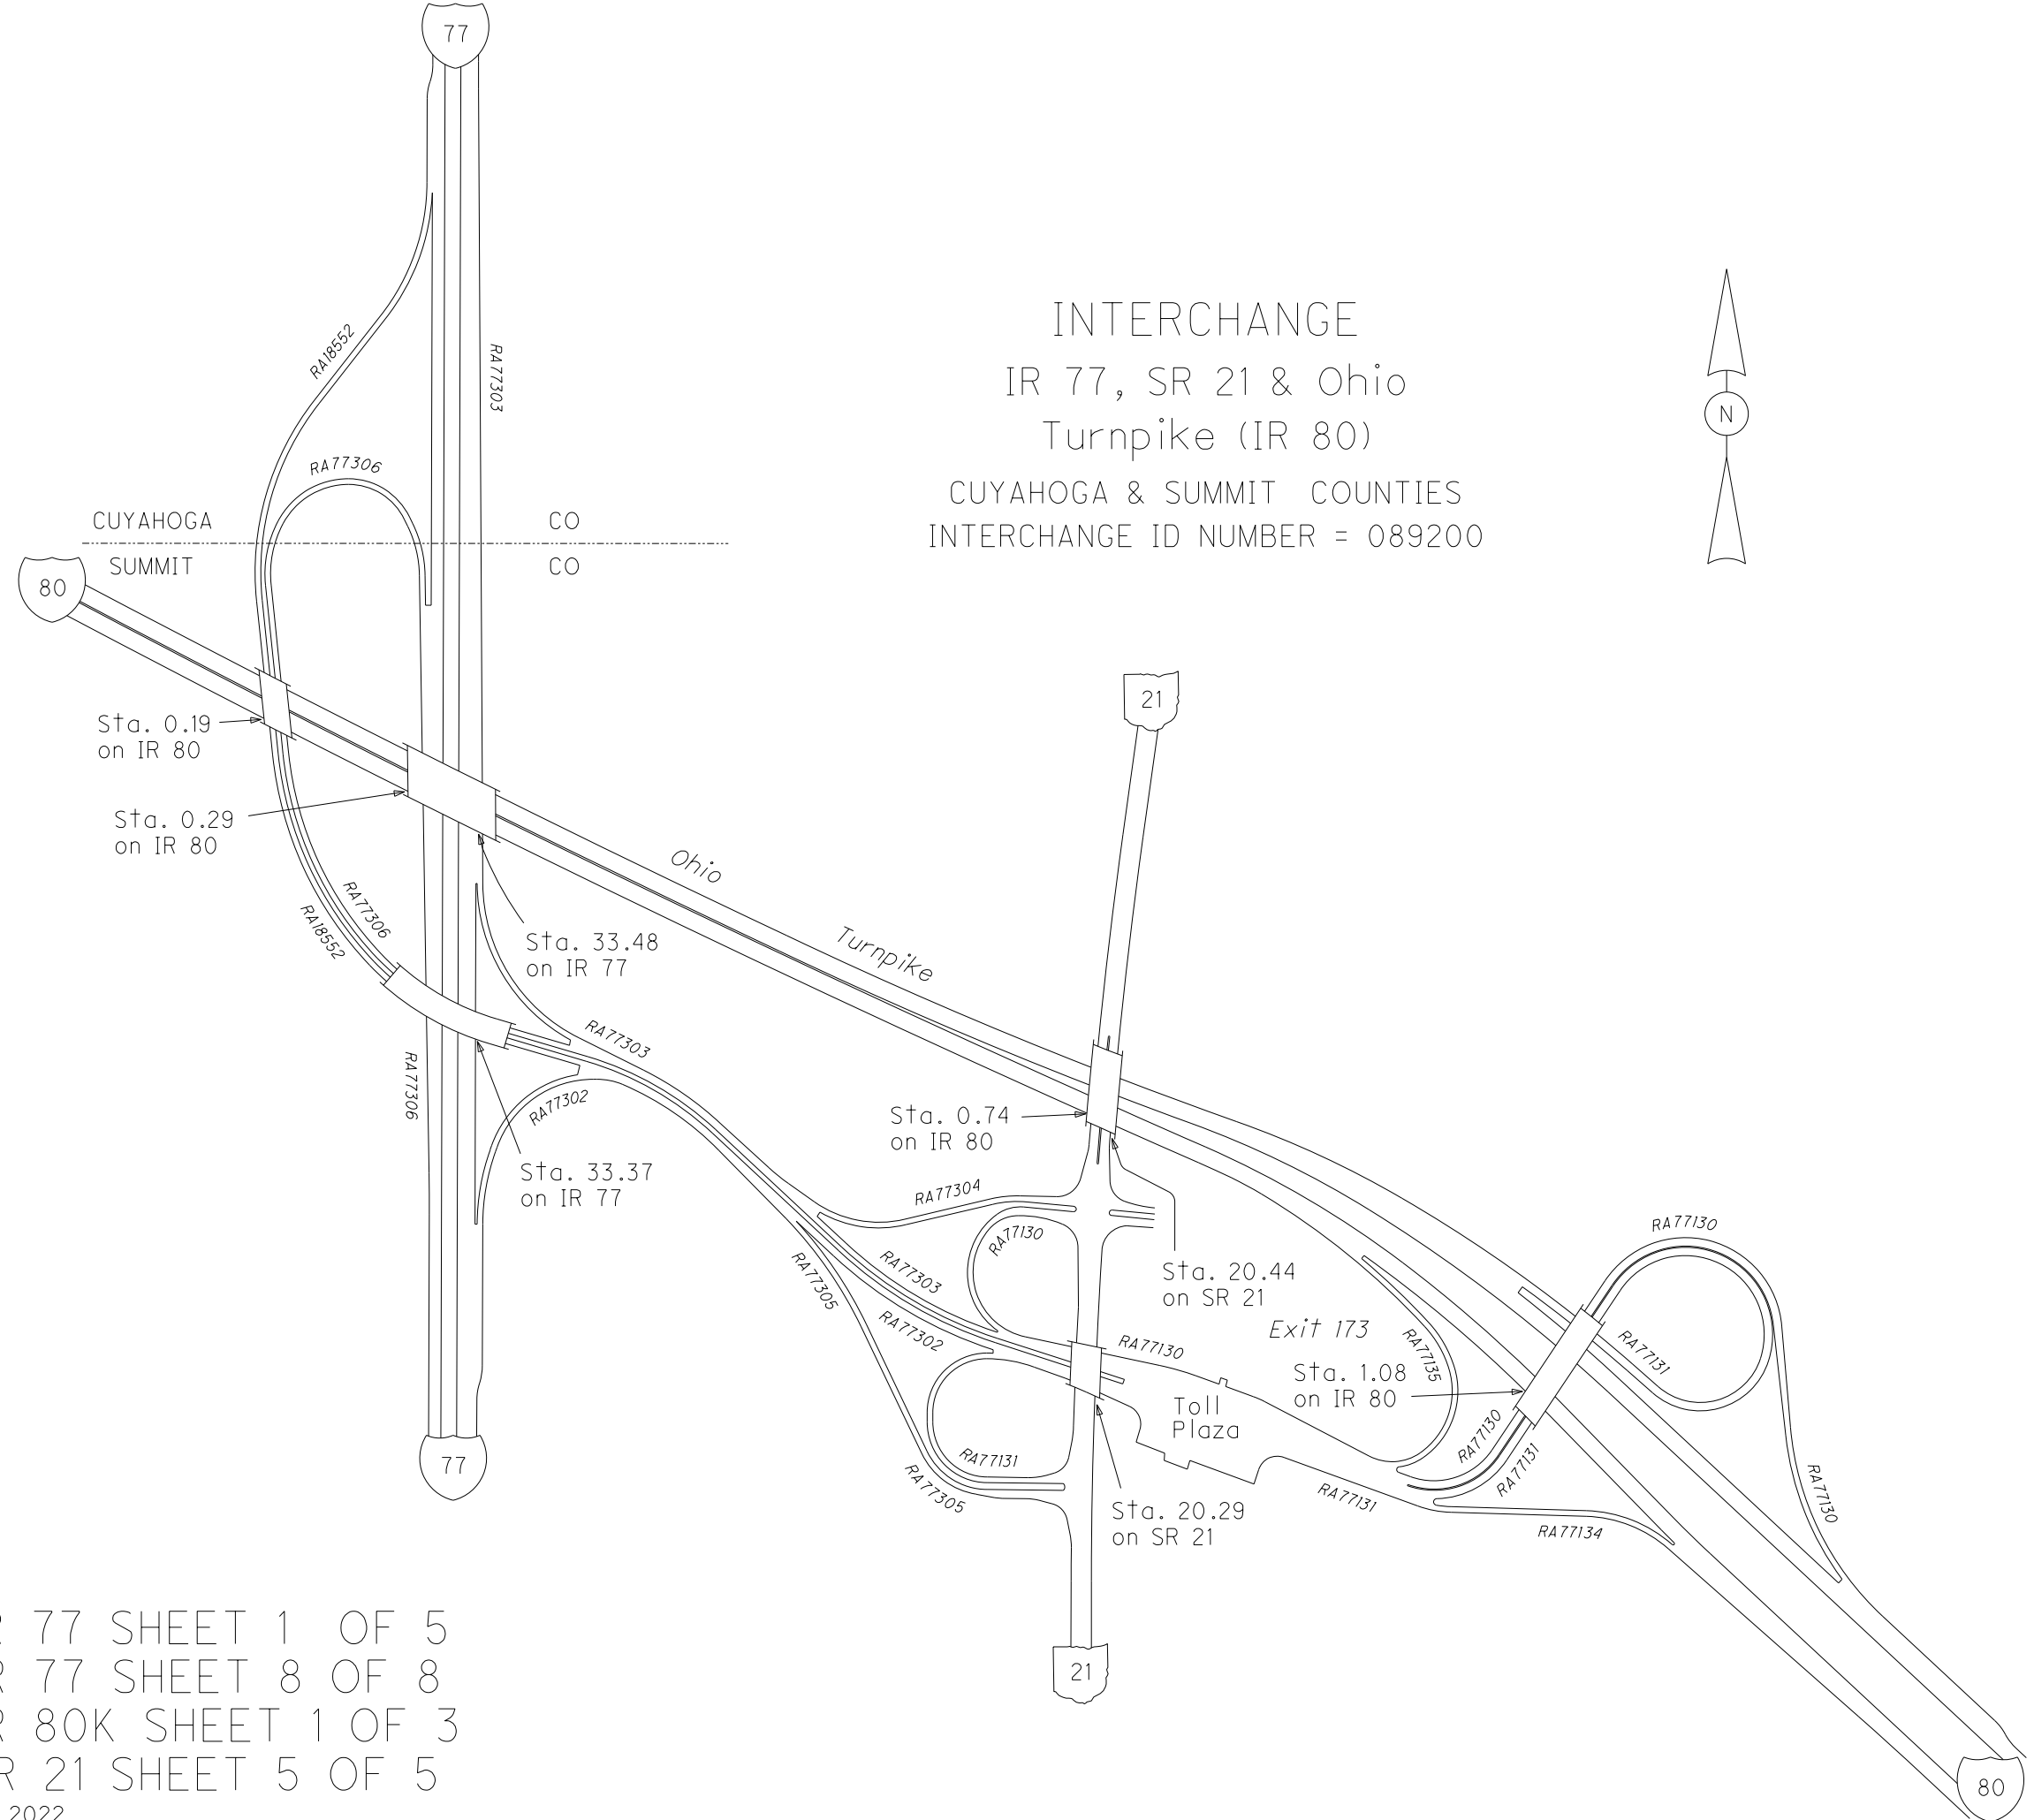 77
INTERCHANGE
IR 77, SR 21 & Ohio
Turnpike (IR 80)
CUYAHOGA & SUMMIT COUNTIES
INTERCHANGE ID NUMBER = 089200
N
RA18552
RA77303
RA77306
CUYAHOGA CO
SUMMIT CO
80
21
Sta. 0.19
on IR 80
Sta. 0.29
on IR 80
Ohio
Turnpike
RA77306
RA18552
Sta. 33.48
on IR 77
RA77303
RA77306
RA77302
Sta. 0.74
on IR 80
Sta. 33.37
on IR 77
RA77304
RA77130
RA77130
RA77303
RA77305
Sta. 20.44
on SR 21
Exit 173
RA77302
RA77130
RA77135
RA77131
Sta. 1.08
on IR 80
Toll
Plaza
RA77130
RA77131
RA77131
RA77305
77
RA77131
RA77134
RA77130
Sta. 20.29
on SR 21
21
80
R 77 SHEET 1 OF 5
R 77 SHEET 8 OF 8
R 80K SHEET 1 OF 3
R 21 SHEET 5 OF 5
2022